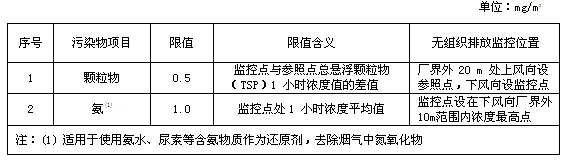 单位：mg/m³
序号 污染物项目 限值 限值含义 无组织排放监控位置
1 颗粒物 0.5 监控点与参照点总悬浮颗粒物（TSP）1 小时浓度值的差值 厂界外 20 m 处上风向设参照点，下风向设监控点
2 氨(1) 1.0 监控点处 1 小时浓度平均值 监控点设在下风向厂界外10m范围内浓度最高点
注：(1) 适用于使用氨水、尿素等含氨物质作为还原剂，去除烟气中氮氧化物